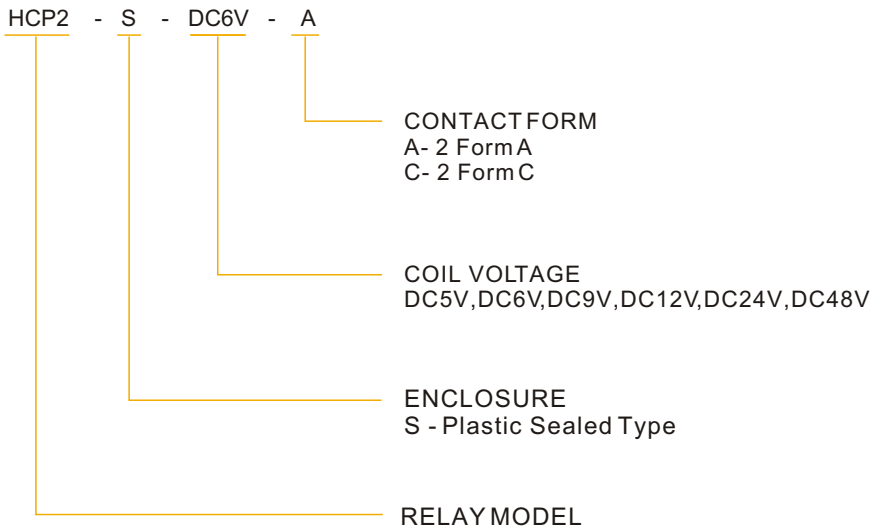 HCP2 - S - DC6V - A
CONTACT FORM
A- 2 Form A
C- 2 Form C
COIL VOLTAGE
DC5V,DC6V,DC9V,DC12V,DC24V,DC48V
ENCLOSURE
S - Plastic Sealed Type
RELAY MODEL